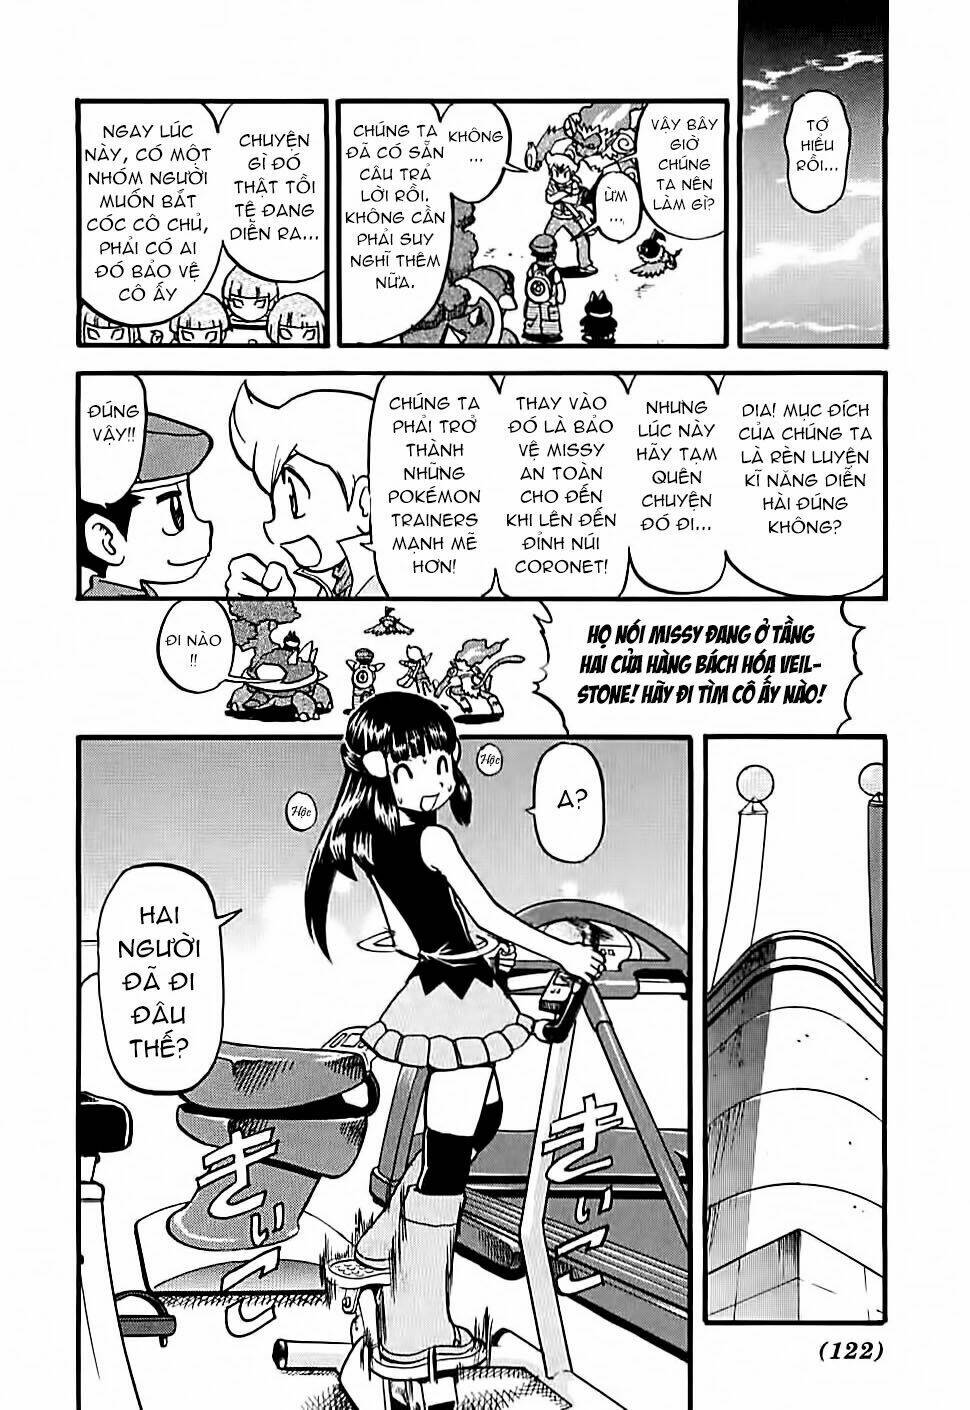 TỚ
HIỂU
RỒI...
VẬY BÂY
GIỜ
CHÚNG
TA NÊN
LÀM GÌ?
ỪM
...
KHÔNG
...
CHÚNG TA
ĐÃ CÓ SẴN
CÂU TRẢ
LỜI RỒI.
KHÔNG CẦN
PHẢI SUY
NGHĨ THÊM
NỮA.
CHUYỆN
GÌ ĐÓ
THẬT TỒI
TỆ ĐANG
DIỄN RA...
NGAY LÚC
NÀY, CÓ MỘT
NHÓM NGƯỜI
MUỐN BẮT
CÓC CÔ CHỦ,
PHẢI CÓ AI
ĐÓ BẢO VỆ
CÔ ẤY
DIA! MỤC ĐÍCH
CỦA CHÚNG TA
LÀ RÈN LUYỆN
KĨ NĂNG DIỄN
HÀI ĐÚNG
KHÔNG?
NHƯNG
LÚC NÀY
HÃY TẠM
QUÊN
CHUYỆN
ĐÓ ĐI...
THAY VÀO
ĐÓ LÀ BẢO
VỆ MISSY
AN TOÀN
CHO ĐẾN
KHI LÊN ĐẾN
ĐỈNH NÚI
CORONET!
CHÚNG TA
PHẢI TRỞ
THÀNH
NHỮNG
POKÉMON
TRAINERS
MẠNH MẼ
HƠN!
ĐÚNG
VẬY!!
HỌ NÓI MISSY ĐANG Ở TẦNG
HAI CỬA HÀNG BÁCH HÓA VEIL-
STONE! HÃY ĐI TÌM CÔ ẤY NÀO!
ĐI NÀO
!!
A?
Hộc
Hộc
HAI
NGƯỜI
ĐÃ ĐI
ĐÂU
THẾ?
きぃこ
きぃこ
(122)